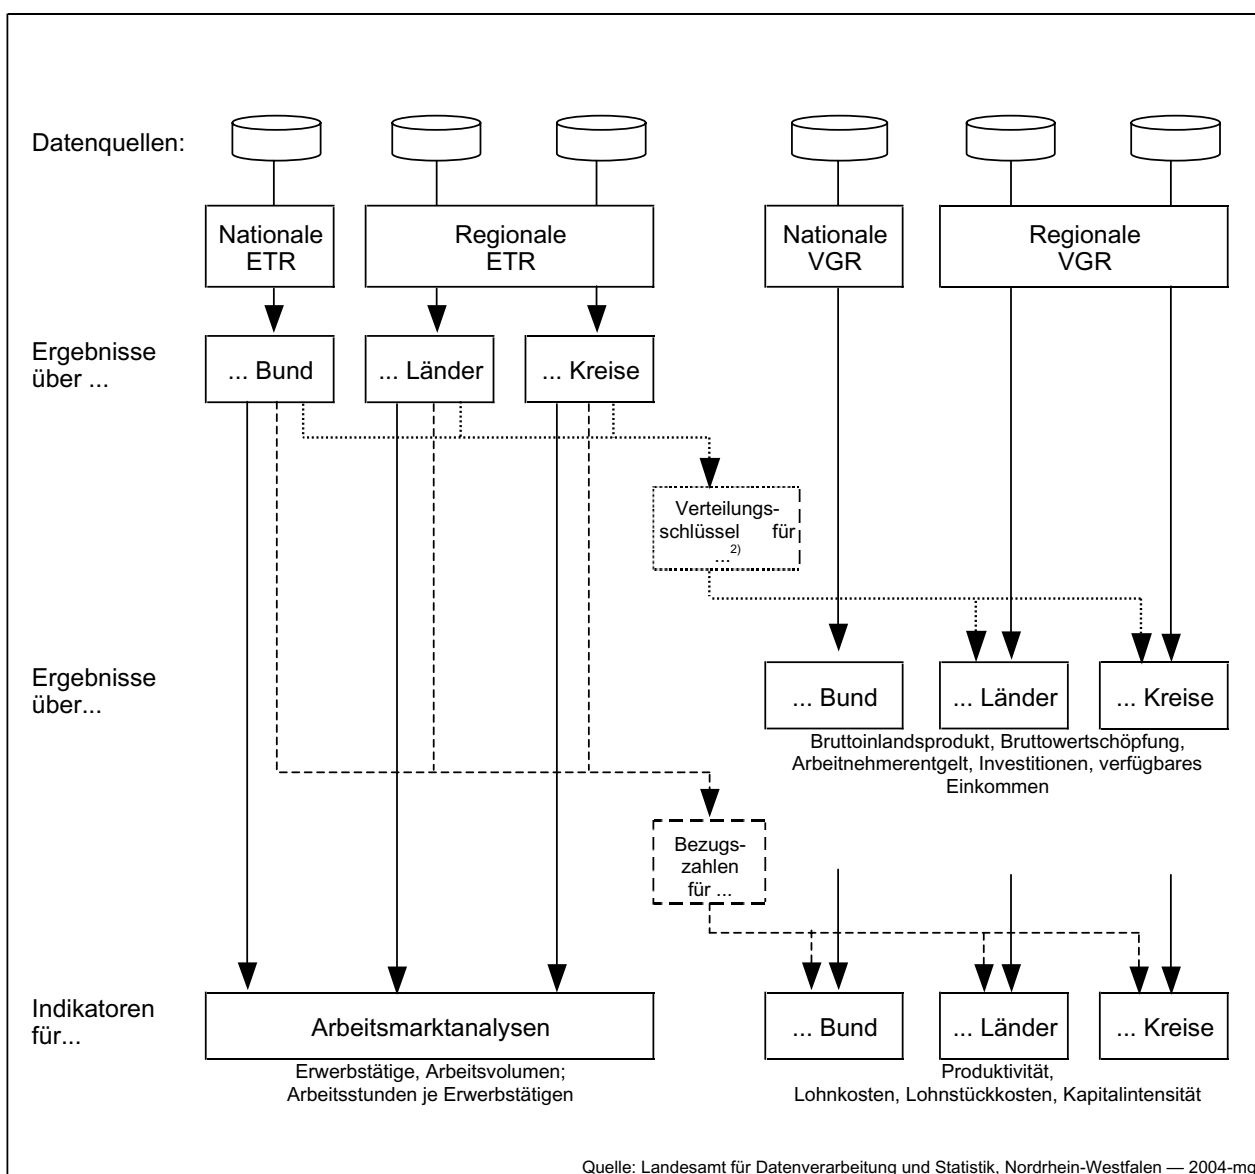 Datenquellen:
Nationale
ETR
Regionale
ETR
Nationale
VGR
Regionale
VGR
Ergebnisse
über ...
... Bund
... Länder
... Kreise
Verteilungs-
schlüssel für
...2)
Ergebnisse
über...
... Bund
... Länder
... Kreise
Bruttoinlandsprodukt, Bruttowertschöpfung,
Arbeitnehmerentgelt, Investitionen, verfügbares
Einkommen
Bezugs-
zahlen
für ...
Indikatoren
für...
Arbeitsmarktanalysen
... Bund
... Länder
... Kreise
Erwerbstätige, Arbeitsvolumen;
Arbeitsstunden je Erwerbstätigen
Produktivität,
Lohnkosten, Lohnstückkosten, Kapitalintensität
Quelle: Landesamt für Datenverarbeitung und Statistik, Nordrhein-Westfalen — 2004-mg